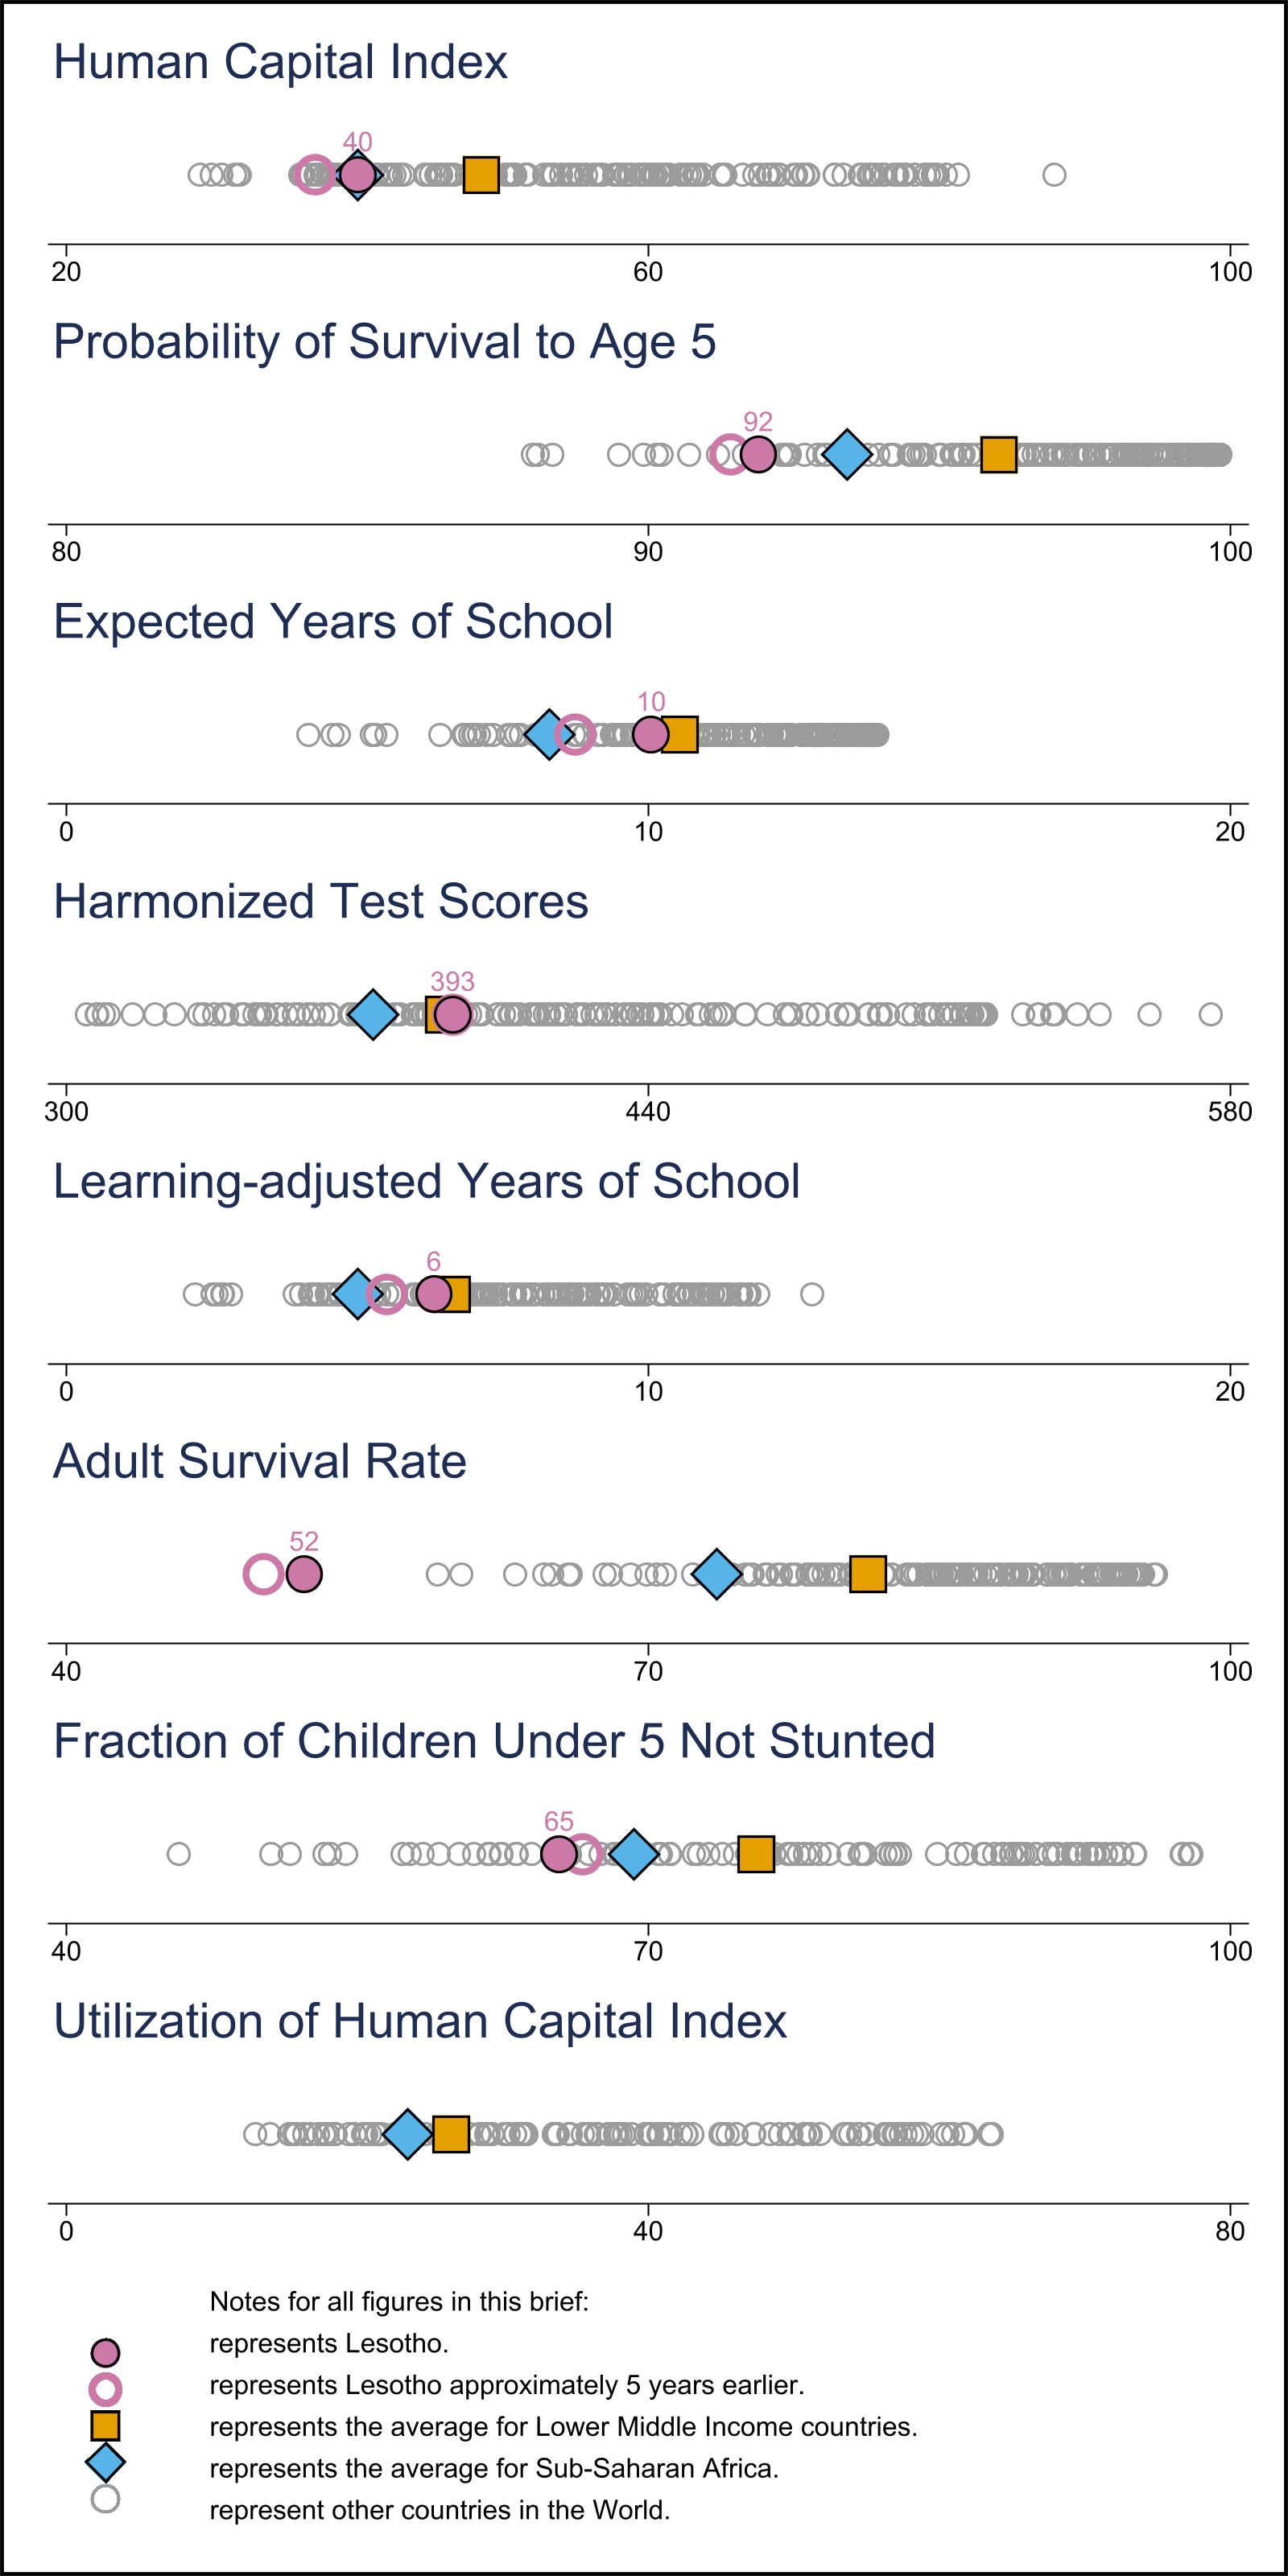 Human Capital Index
40
20 60 100
Probability of Survival to Age 5
92
80 90 100
Expected Years of School
10
0 10 20
Harmonized Test Scores
393
300 440 580
Learning-adjusted Years of School
6
0 10 20
Adult Survival Rate
52
40 70 100
Fraction of Children Under 5 Not Stunted
65
40 70 100
Utilization of Human Capital Index
0 40 80
Notes for all figures in this brief:
represents Lesotho.
represents Lesotho approximately 5 years earlier.
represents the average for Lower Middle Income countries.
represents the average for Sub-Saharan Africa.
represent other countries in the World.